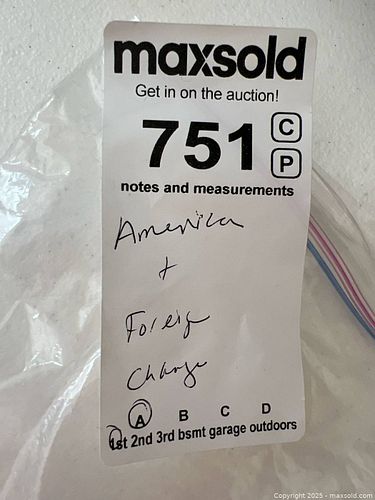 maxsold
Get in on the auction!
751 C
P
notes and measurements
American
+
Foreign
Change
A B C D
1st 2nd 3rd bsmt garage outdoors
Copyright 2025 - maxsold.com